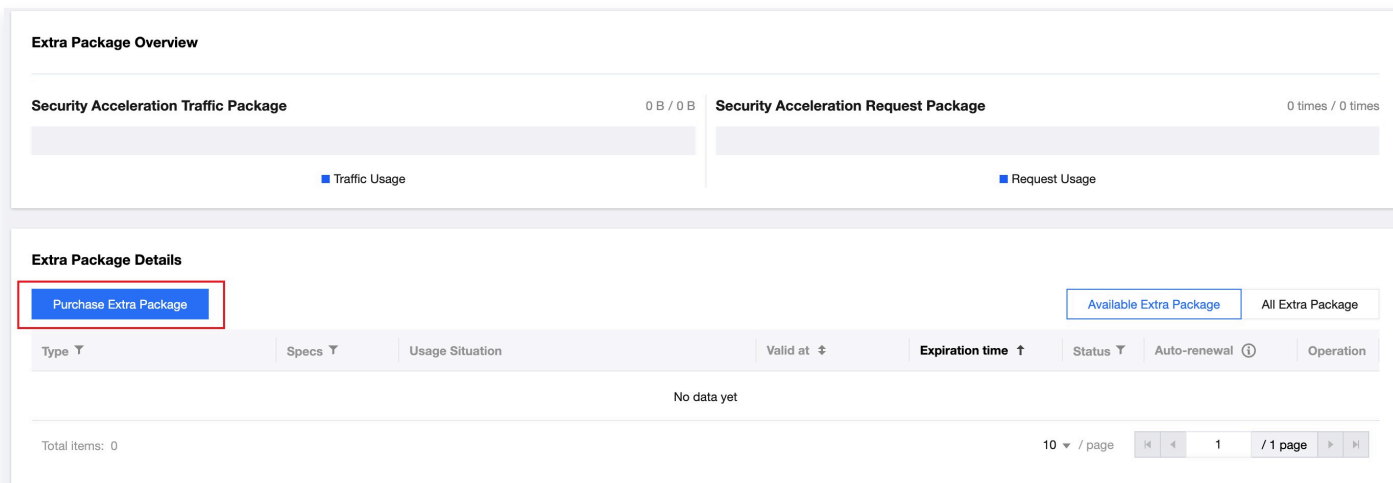 Extra Package Overview
Security Acceleration Traffic Package 0 B / 0 B Security Acceleration Request Package 0 times / 0 times
Traffic Usage Request Usage
Extra Package Details
Purchase Extra Package Available Extra Package All Extra Package
Type Specs Usage Situation Valid at Expiration time Status Auto-renewal Operation
No data yet
Total items: 0 10 / page 1 / 1 page